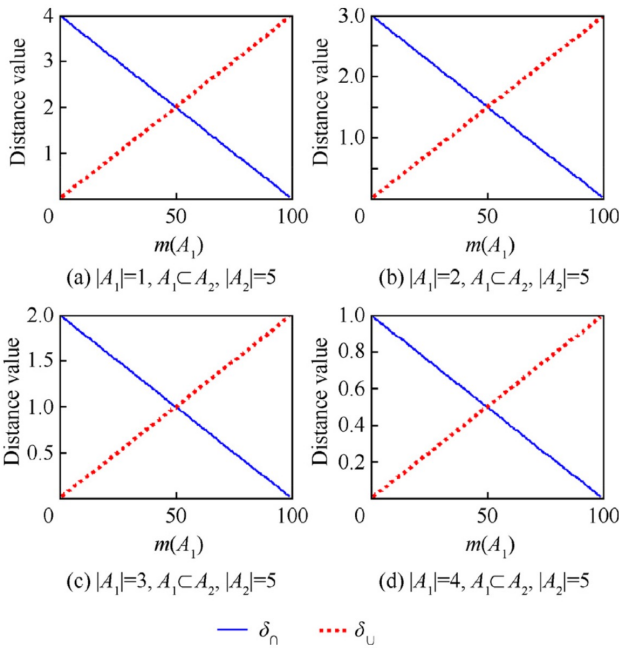 4
3
2
1
Distance value
0
50
100
m(A₁)
(a) |A₁|=1, A₁⊂A₂, |A₂|=5
3.0
2.0
1.0
Distance value
0
50
100
m(A₁)
(b) |A₁|=2, A₁⊂A₂, |A₂|=5
2.0
1.5
1.0
0.5
Distance value
0
50
100
m(A₁)
(c) |A₁|=3, A₁⊂A₂, |A₂|=5
1.0
0.8
0.6
0.4
0.2
Distance value
0
50
100
m(A₁)
(d) |A₁|=4, A₁⊂A₂, |A₂|=5
δ∩ δ∪